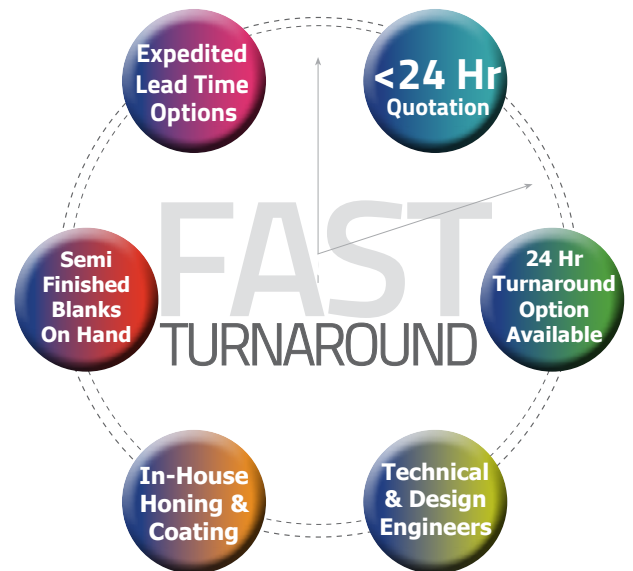 Expedited
Lead Time
Options
<24 Hr
Quotation
Semi
Finished
Blanks
On Hand
FAST
TURNAROUND
24 Hr
Turnaround
Option
Available
In-House
Honing &
Coating
Technical
& Design
Engineers